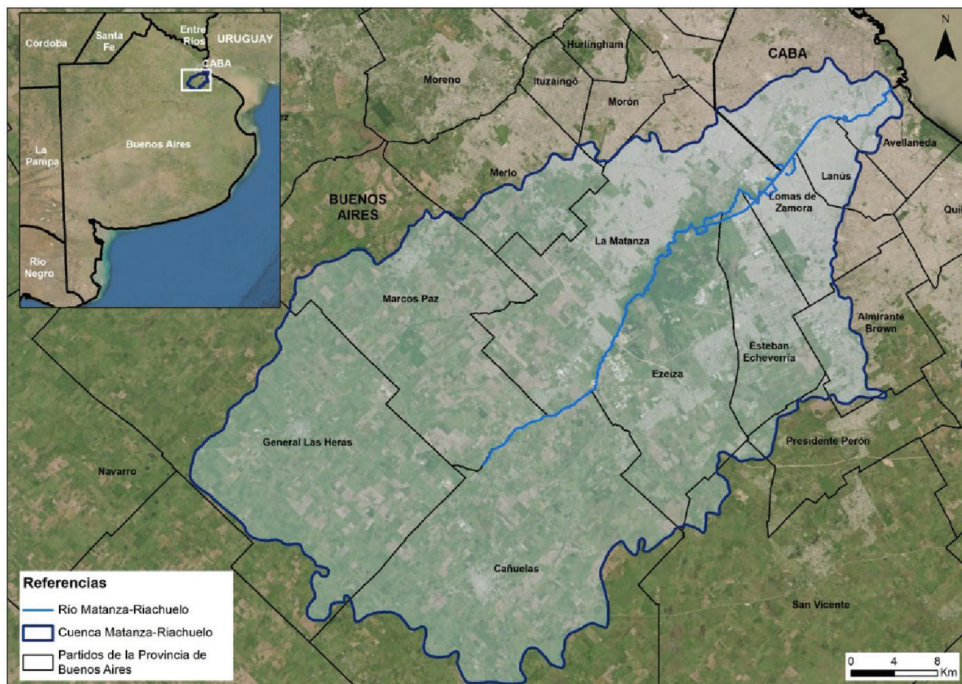 Córdoba
Santa
Fe
Entre
Ríos
URUGUAY
CABA
La
Pampa
Buenos Aires
Río
Negro
N
CABA
Hurlingham
Moreno
Ituzaingó
Morón
Avellaneda
Merlo
Lanús
BUENOS
AIRES
Lomas de
Zamora
Quil
La Matanza
Marcos Paz
Almirante
Brown
Esteban
Echeverría
Ezeiza
General Las Heras
Presidente Perón
Navarro
Cañuelas
San Vicente
Referencias
Río Matanza-Riachuelo
Cuenca Matanza-Riachuelo
Partidos de la Provincia de
Buenos Aires
0 4 8
Km